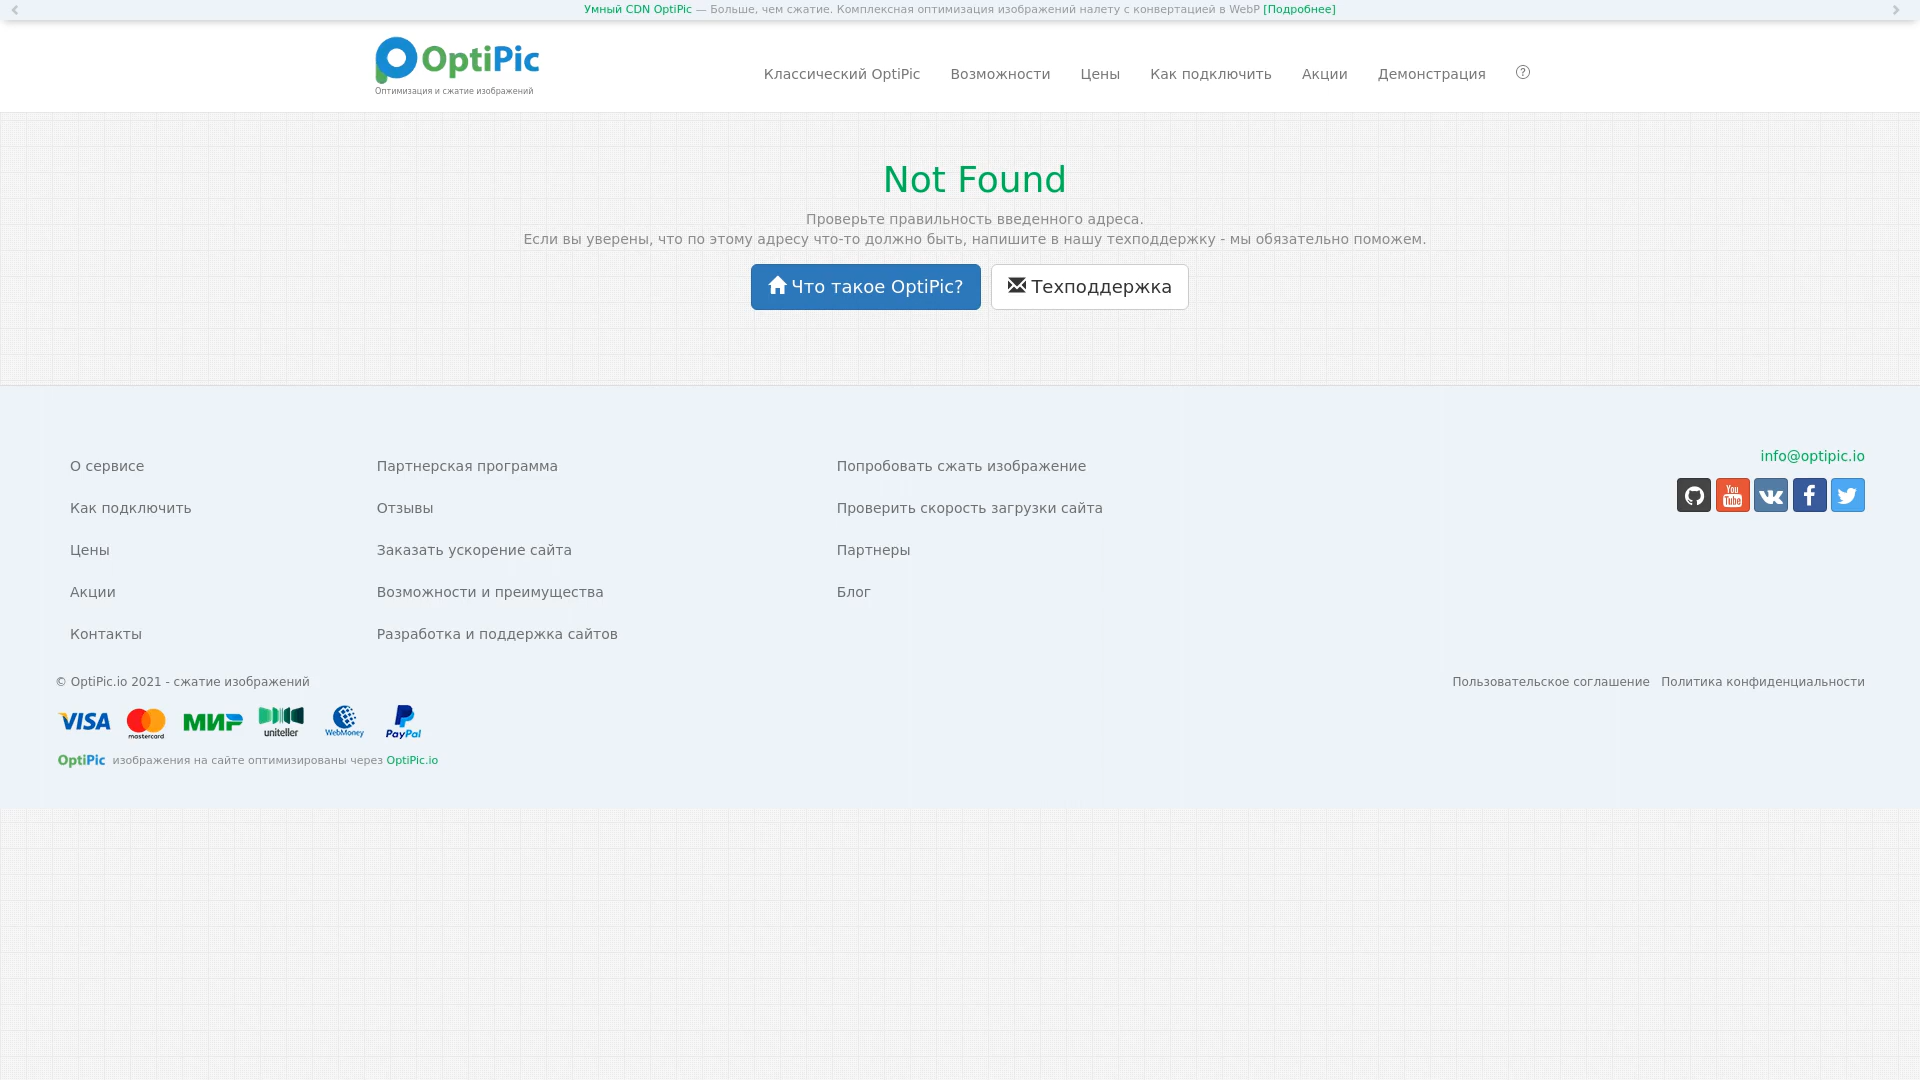 Умный CDN OptiPic — Больше, чем сжатие. Комплексная оптимизация изображений налету с конвертацией в WebP [Подробнее]
OptiPic
Оптимизация и сжатие изображений
Классический OptiPic Возможности Цены Как подключить Акции Демонстрация ?
Not Found
Проверьте правильность введенного адреса.
Если вы уверены, что по этому адресу что-то должно быть, напишите в нашу техподдержку - мы обязательно поможем.
Что такое OptiPic? Техподдержка
О сервисе
Как подключить
Цены
Акции
Контакты
Партнерская программа
Отзывы
Заказать ускорение сайта
Возможности и преимущества
Разработка и поддержка сайтов
Попробовать сжать изображение
Проверить скорость загрузки сайта
Партнеры
Блог
info@optipic.io
You Tube
© OptiPic.io 2021 - сжатие изображений
Пользовательское соглашение Политика конфиденциальности
VISA mastercard МИР uniteller WebMoney PayPal
OptiPic изображения на сайте оптимизированы через OptiPic.io